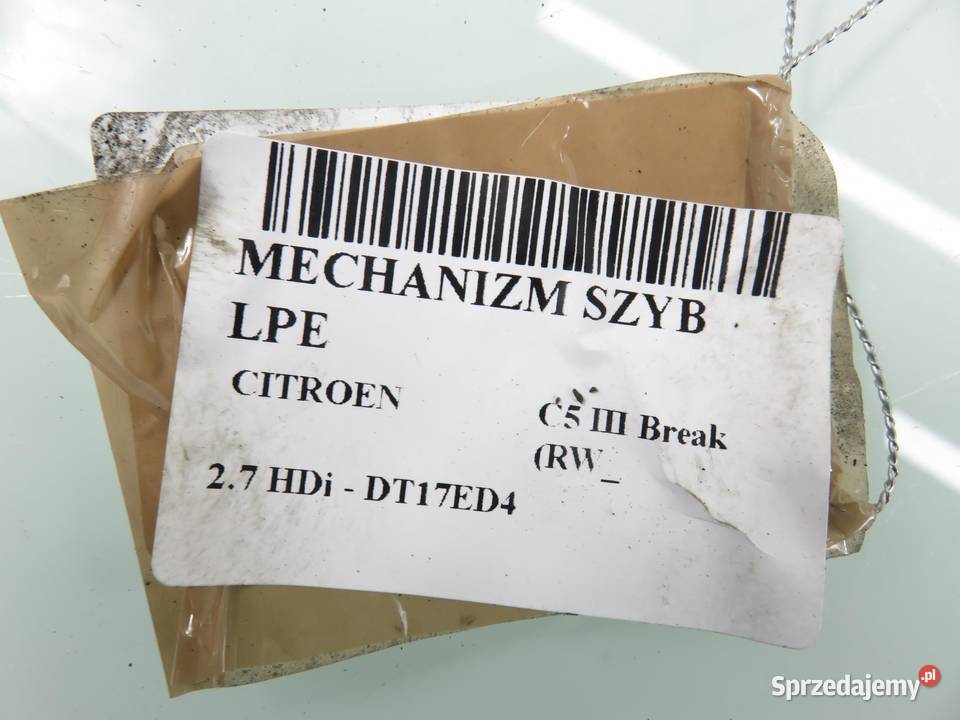 MECHANIZM SZYB
LPE
CITROEN
C5 III Break
(RW_
2.7 HDi - DT17ED4
Sprzedajemy.pl